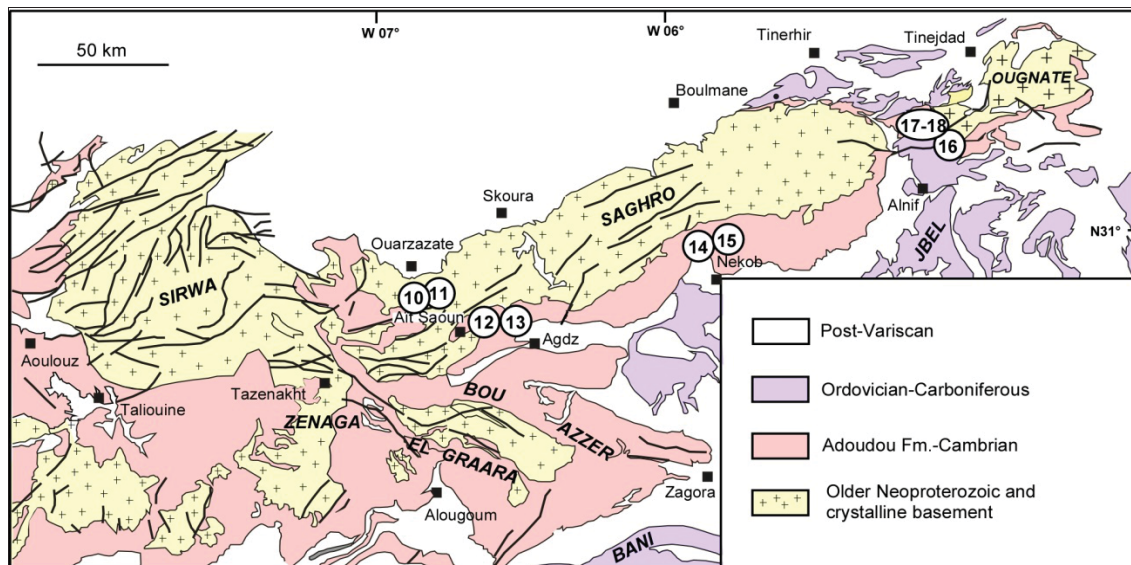 50 km
W 07°
W 06°
Tinerhir
Tinejdad
OUGNATE
Boulmane
17-18
16
Skoura
SAGHRO
Alnif
Ouarzazate
JBEL
N31°
14
15
Nekob
SIRWA
10
11
Aït Saoun
12
13
Agdz
Aoulouz
Taliouine
Tazenakht
BOU
AZZER
ZENAGA
EL GRAARA
Zagora
Alougoum
BANI
Post-Variscan
Ordovician-Carboniferous
Adoudou Fm.-Cambrian
Older Neoproterozoic and
crystalline basement